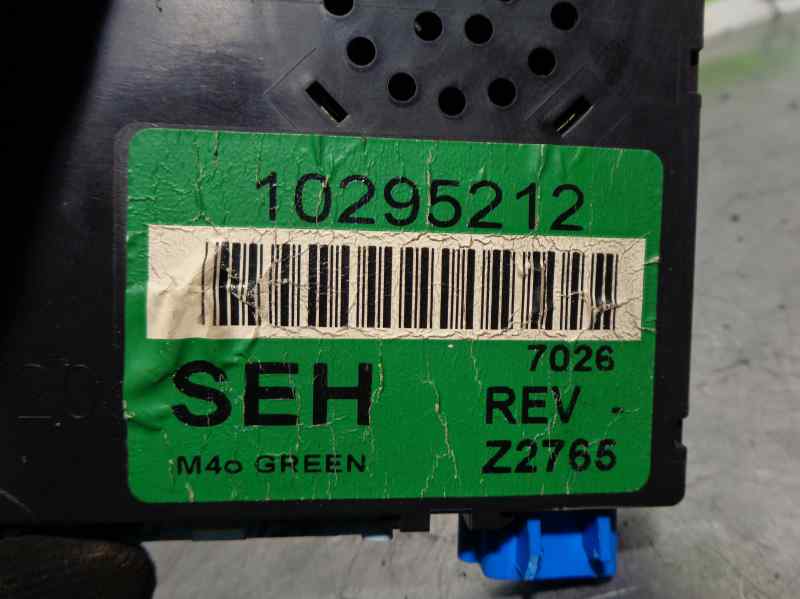 10295212
7026
SEH
REV -
M4o GREEN
Z2765